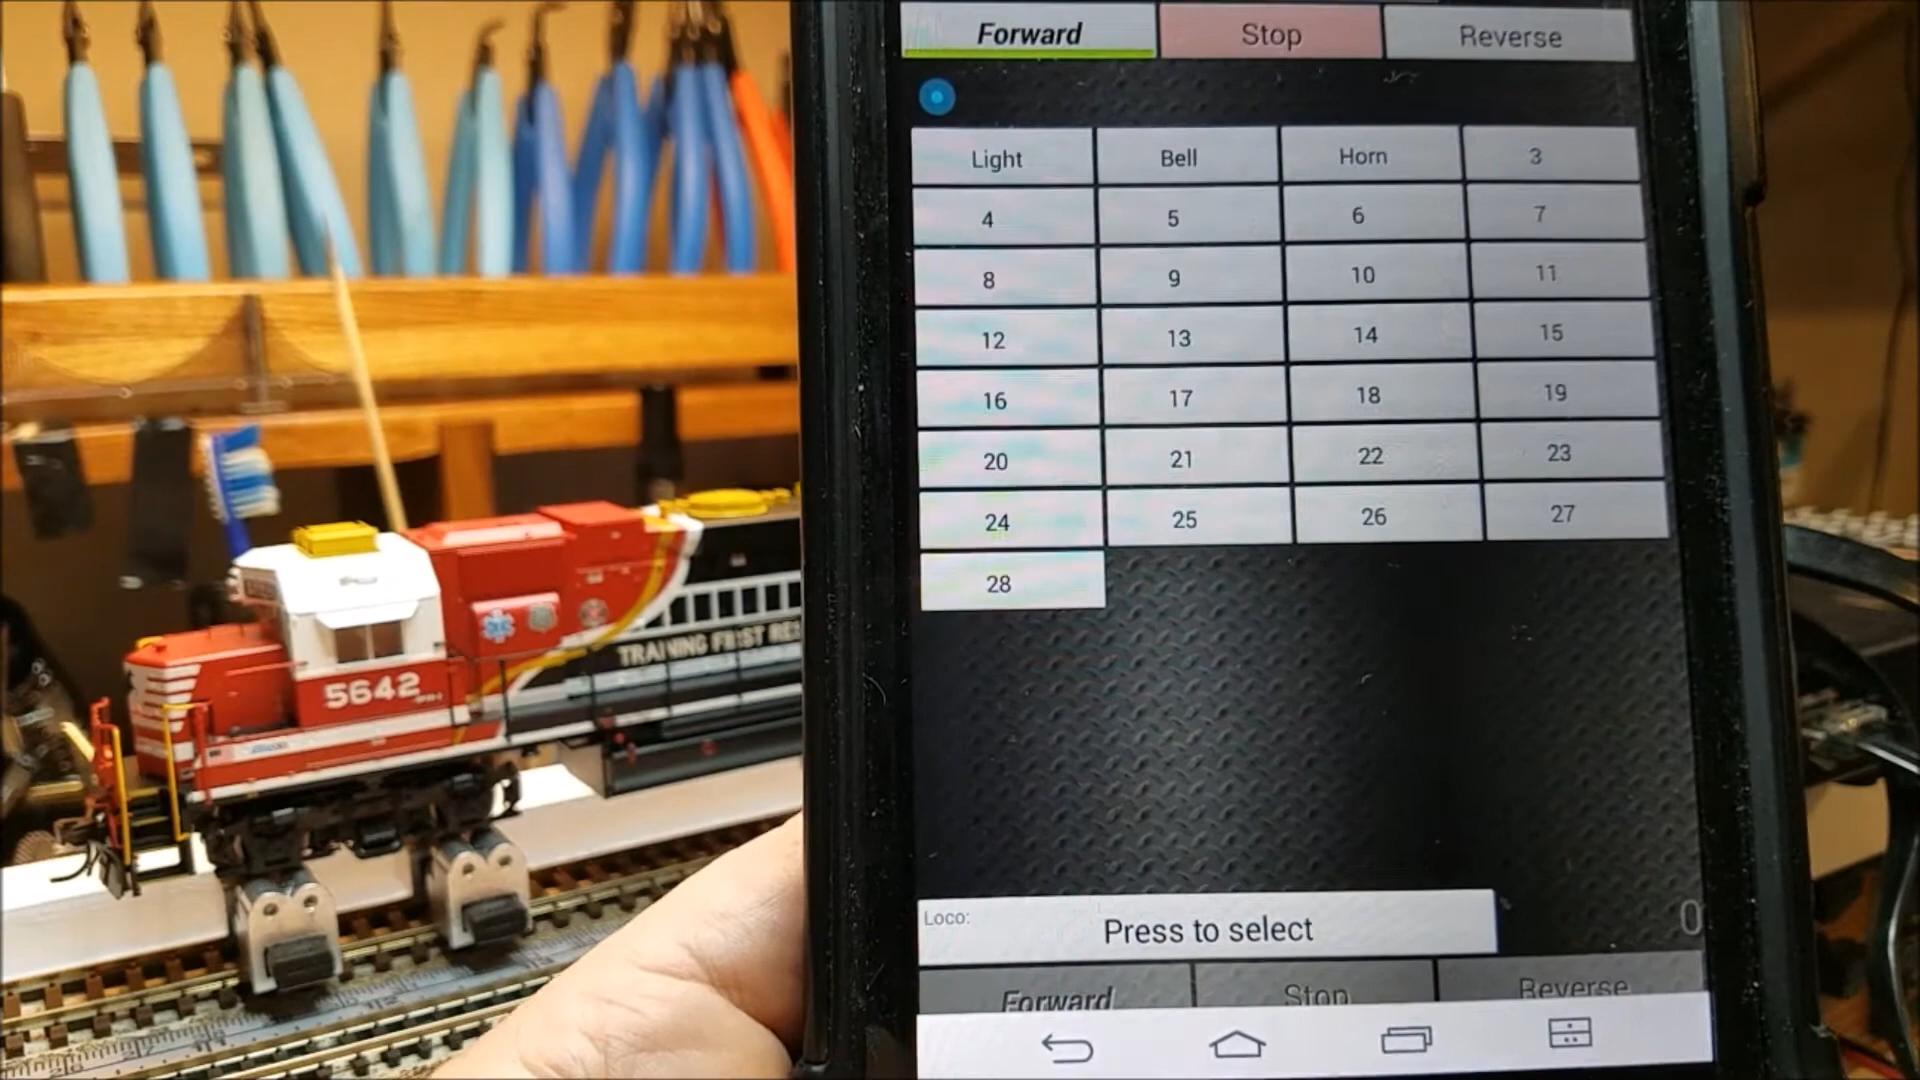 Forward Stop Reverse
Light Bell Horn 3
4 5 6 7
8 9 10 11
12 13 14 15
16 17 18 19
20 21 22 23
24 25 26 27
28
Loco:
Press to select
0
Forward Stop Reverse
5642
TRAINING FIRST